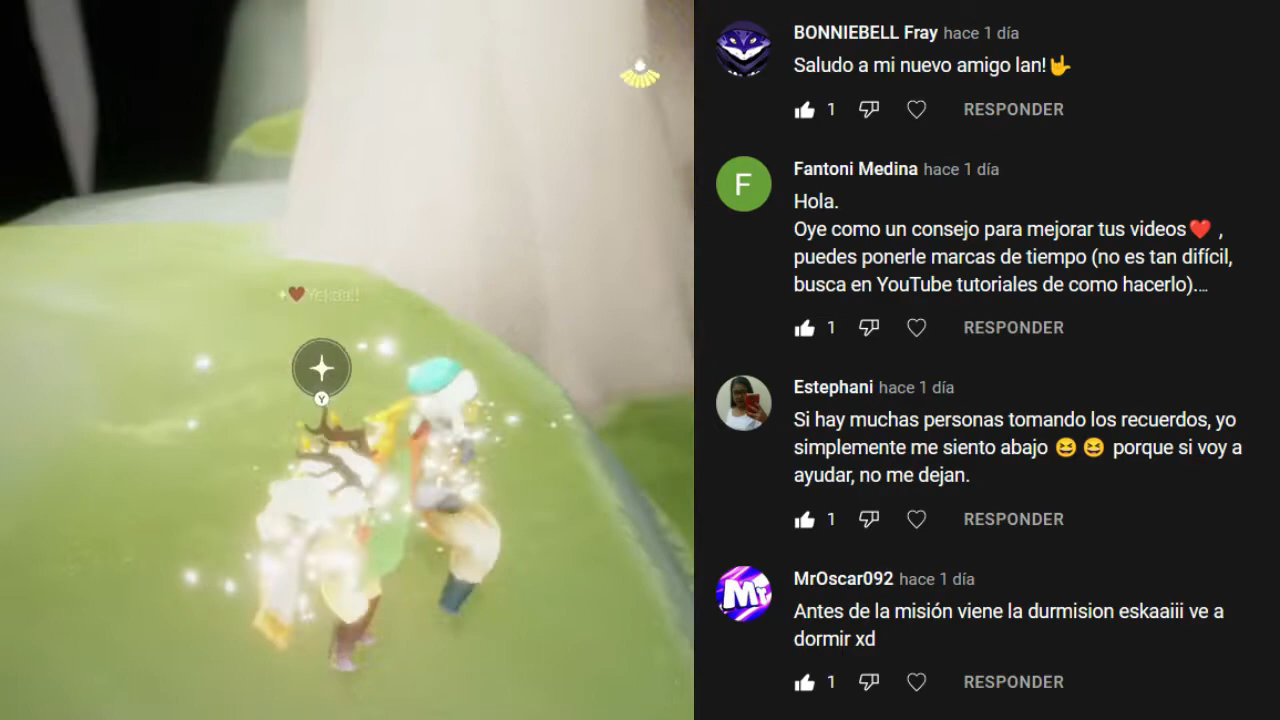 Y
BONNIEBELL Fray hace 1 día
Saludo a mi nuevo amigo lan!🤟
1 RESPONDER
F
Fantoni Medina hace 1 día
Hola.
Oye como un consejo para mejorar tus videos❤️ ,
puedes ponerle marcas de tiempo (no es tan difícil,
busca en YouTube tutoriales de como hacerlo)....
1 RESPONDER
Estephani hace 1 día
Si hay muchas personas tomando los recuerdos, yo
simplemente me siento abajo 😆 😆 porque si voy a
ayudar, no me dejan.
1 RESPONDER
MrOscar092 hace 1 día
Antes de la misión viene la durmision eskaaiii ve a
dormir xd
1 RESPONDER